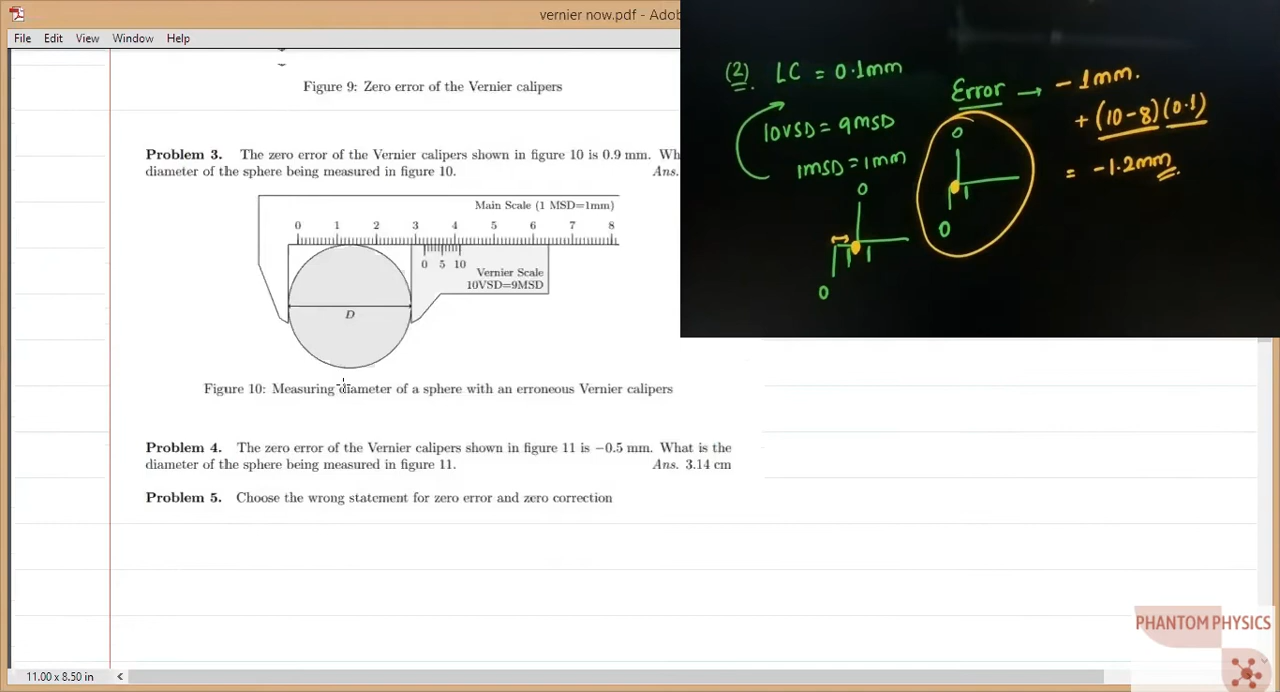 vernier now.pdf - Adob
File Edit View Window Help
Figure 9: Zero error of the Vernier calipers
Problem 3. The zero error of the Vernier calipers shown in figure 10 is 0.9 mm. Wh
diameter of the sphere being measured in figure 10. Ans.
Main Scale (1 MSD=1mm)
0 1 2 3 4 5 6 7 8
0 5 10
Vernier Scale
10VSD=9MSD
D
Figure 10: Measuring diameter of a sphere with an erroneous Vernier calipers
Problem 4. The zero error of the Vernier calipers shown in figure 11 is −0.5 mm. What is the
diameter of the sphere being measured in figure 11. Ans. 3.14 cm
Problem 5. Choose the wrong statement for zero error and zero correction
(2) LC = 0.1mm
10VSD = 9MSD
1MSD = 1mm
0
0
Error → - 1mm.
+ (10-8)(0.1)
= -1.2mm
0
0
PHANTOM PHYSICS
11.00 x 8.50 in